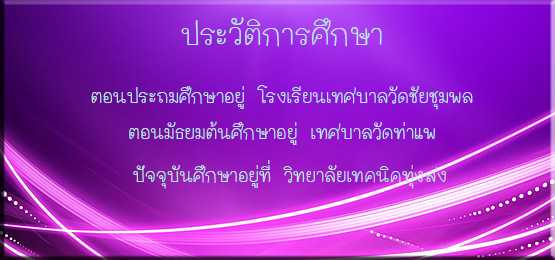 ประวัติการศึกษา
ตอนประถมศึกษาอยู่ โรงเรียนเทศบาลวัดชัยชุมพล
ตอนมัธยมต้นศึกษาอยู่ เทศบาลวัดท่าแพ
ปัจจุบันศึกษาอยู่ที่ วิทยาลัยเทคนิคทุ่งสง